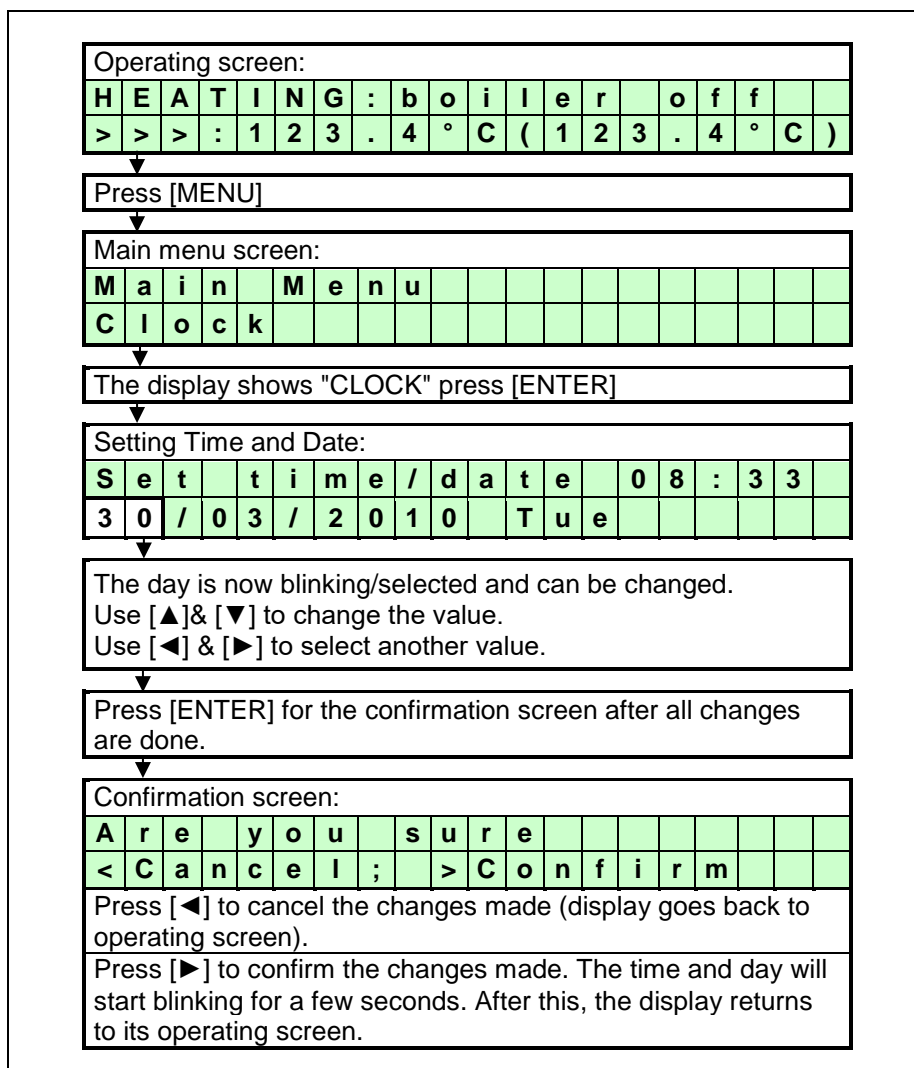 Operating screen:
HEATING:boiler off
>>>:123.4°C(123.4°C)
Press [MENU]
Main menu screen:
Main Menu
Clock
The display shows "CLOCK" press [ENTER]
Setting Time and Date:
Set time/date 08:33
30/03/2010 Tue
The day is now blinking/selected and can be changed.
Use [▲]& [▼] to change the value.
Use [◄] & [►] to select another value.
Press [ENTER] for the confirmation screen after all changes
are done.
Confirmation screen:
Are you sure
<Cancel; >Confirm
Press [◄] to cancel the changes made (display goes back to
operating screen).
Press [►] to confirm the changes made. The time and day will
start blinking for a few seconds. After this, the display returns
to its operating screen.